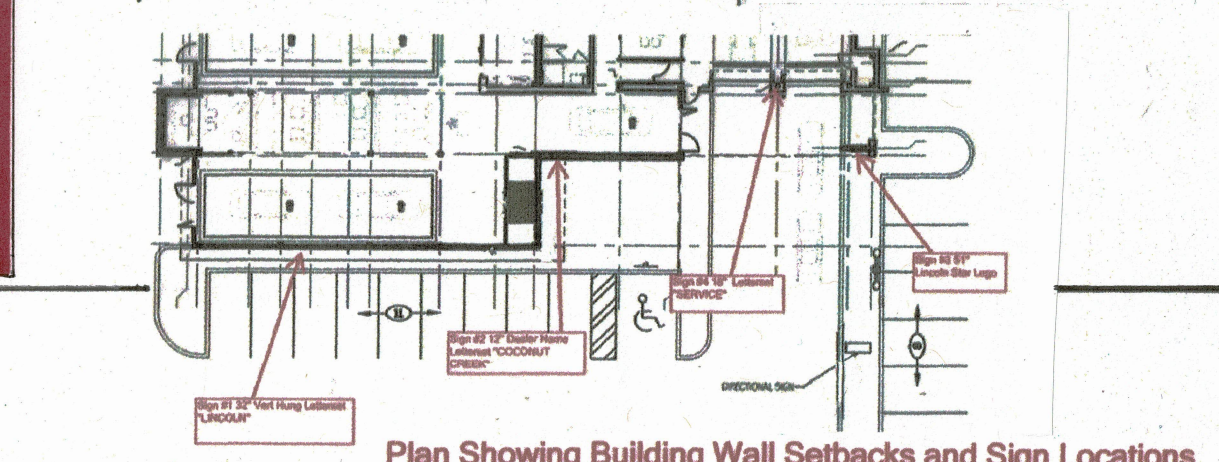 Sign #3 51"
Lincoln Star Logo
Sign #4 18" Letterset
"SERVICE"
Sign #2 12" Dealer Name
Letterset "COCONUT
CREEK"
DIRECTIONAL SIGN
Sign #1 32" Vert Hung Letterset
"LINCOLN"
Plan Showing Building Wall Setbacks and Sign Locations